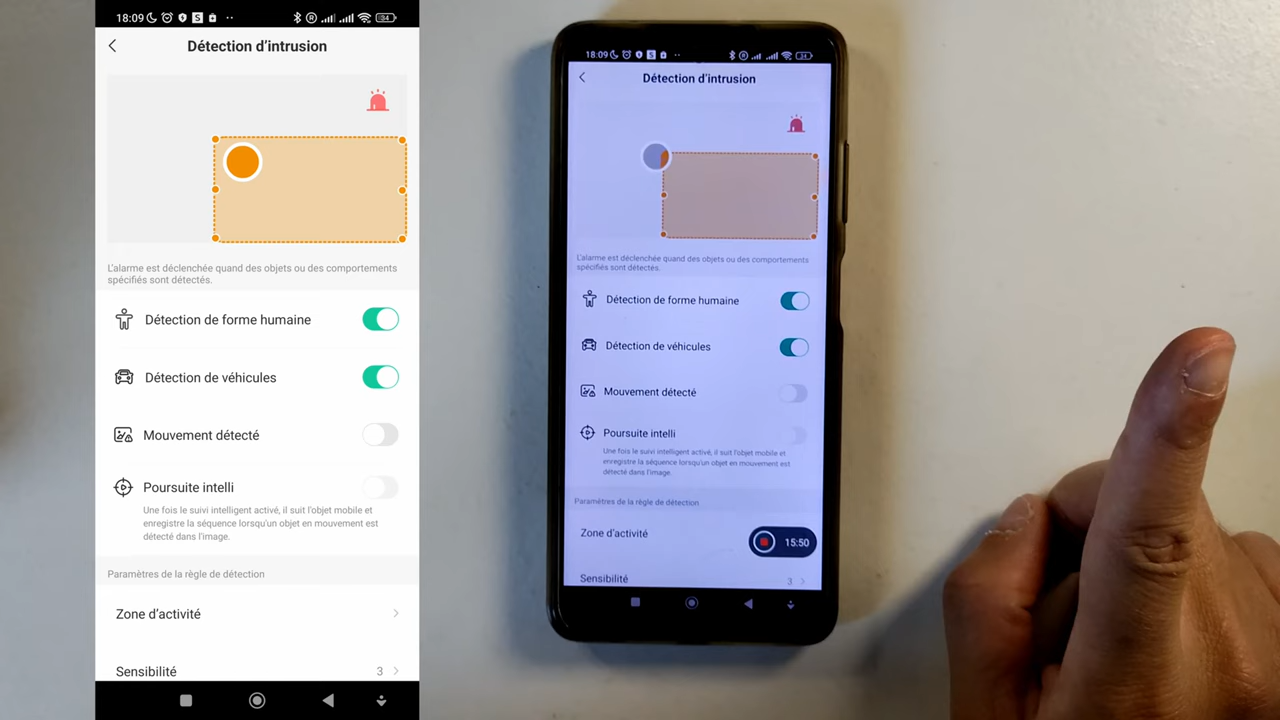 18:09
84
Détection d'intrusion
L'alarme est déclenchée quand des objets ou des comportements
spécifiés sont détectés.
Détection de forme humaine
Détection de véhicules
Mouvement détecté
Poursuite intelli
Une fois le suivi intelligent activé, il suit l'objet mobile et
enregistre la séquence lorsqu'un objet en mouvement est
détecté dans l'image.
Paramètres de la règle de détection
Zone d'activité
Sensibilité 3
18:09
Détection d'intrusion
L'alarme est déclenchée quand des objets ou des comportements
spécifiés sont détectés.
Détection de forme humaine
Détection de véhicules
Mouvement détecté
Poursuite intelli
Une fois le suivi intelligent activé, il suit l'objet mobile et
enregistre la séquence lorsqu'un objet en mouvement est
détecté dans l'image.
Paramètres de la règle de détection
Zone d'activité
15:50
Sensibilité 3